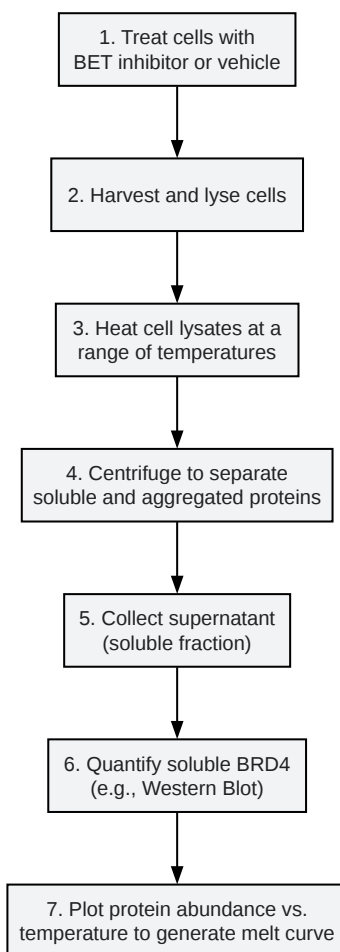 1. Treat cells with
BET inhibitor or vehicle
2. Harvest and lyse cells
3. Heat cell lysates at a
range of temperatures
4. Centrifuge to separate
soluble and aggregated proteins
5. Collect supernatant
(soluble fraction)
6. Quantify soluble BRD4
(e.g., Western Blot)
7. Plot protein abundance vs.
temperature to generate melt curve